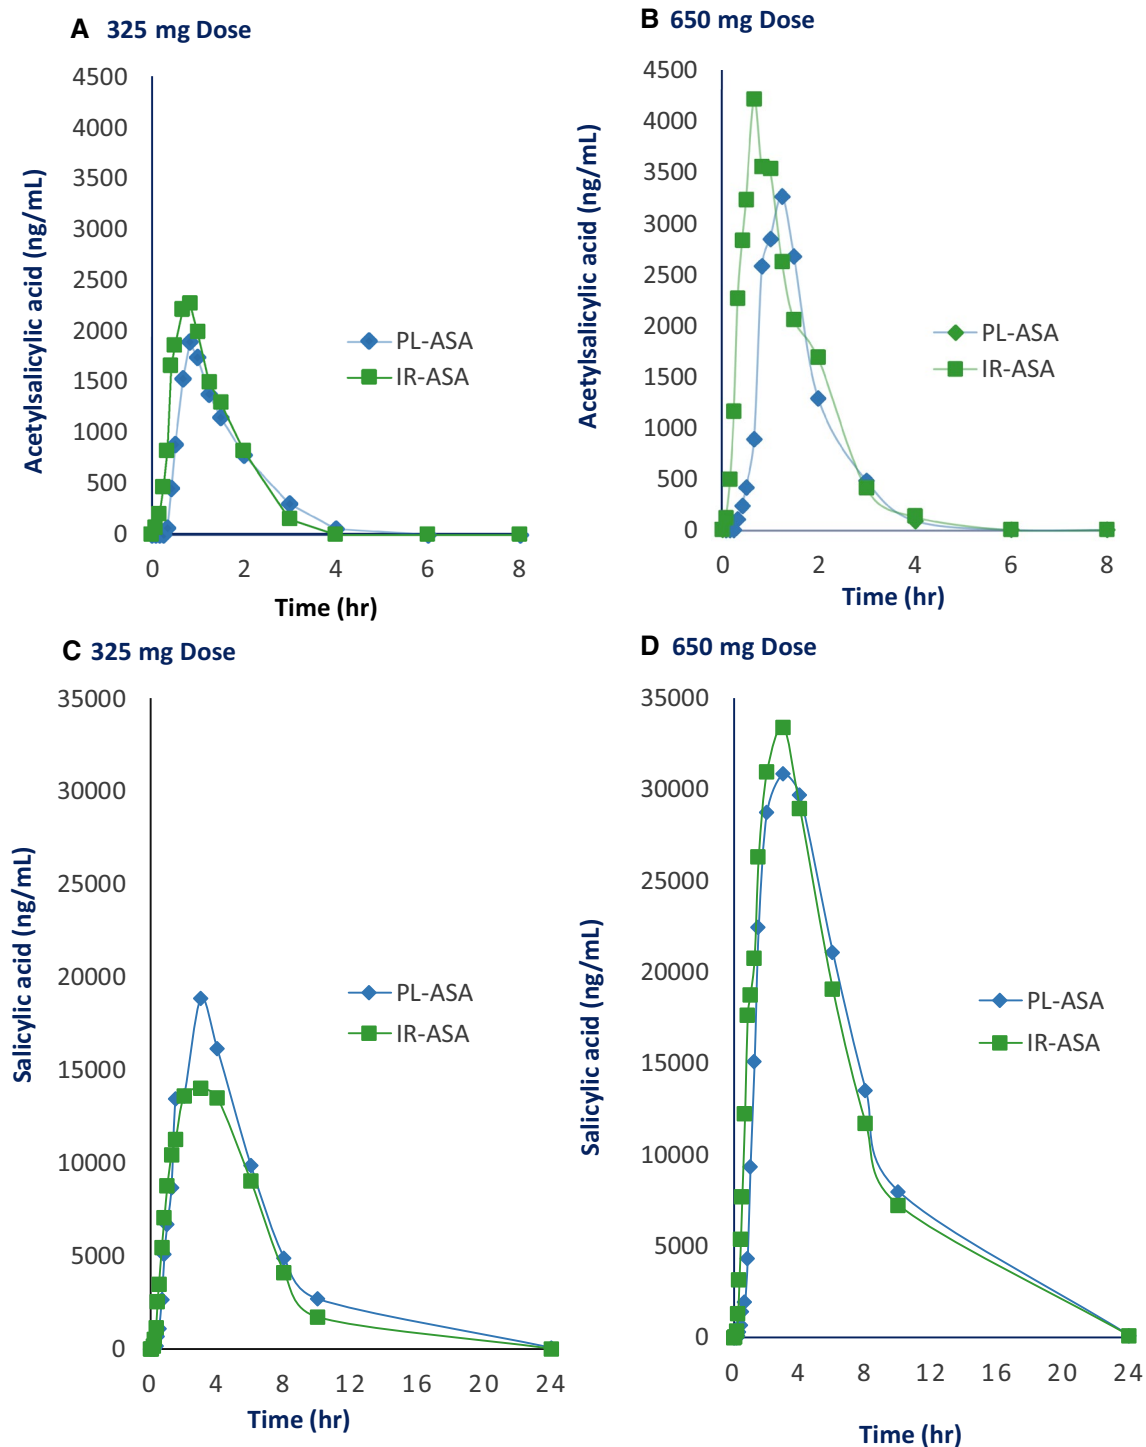 A 325 mg Dose
4500
4000
3500
3000
2500
2000
1500
1000
500
0
Acetylsalicylic acid (ng/mL)
PL-ASA
IR-ASA
0 2 4 6 8
Time (hr)
B 650 mg Dose
4500
4000
3500
3000
2500
2000
1500
1000
500
0
Acetylsalicylic acid (ng/mL)
PL-ASA
IR-ASA
0 2 4 6 8
Time (hr)
C 325 mg Dose
35000
30000
25000
20000
15000
10000
5000
0
Salicylic acid (ng/mL)
PL-ASA
IR-ASA
0 4 8 12 16 20 24
Time (hr)
D 650 mg Dose
35000
30000
25000
20000
15000
10000
5000
0
Salicylic acid (ng/mL)
PL-ASA
IR-ASA
0 4 8 12 16 20 24
Time (hr)